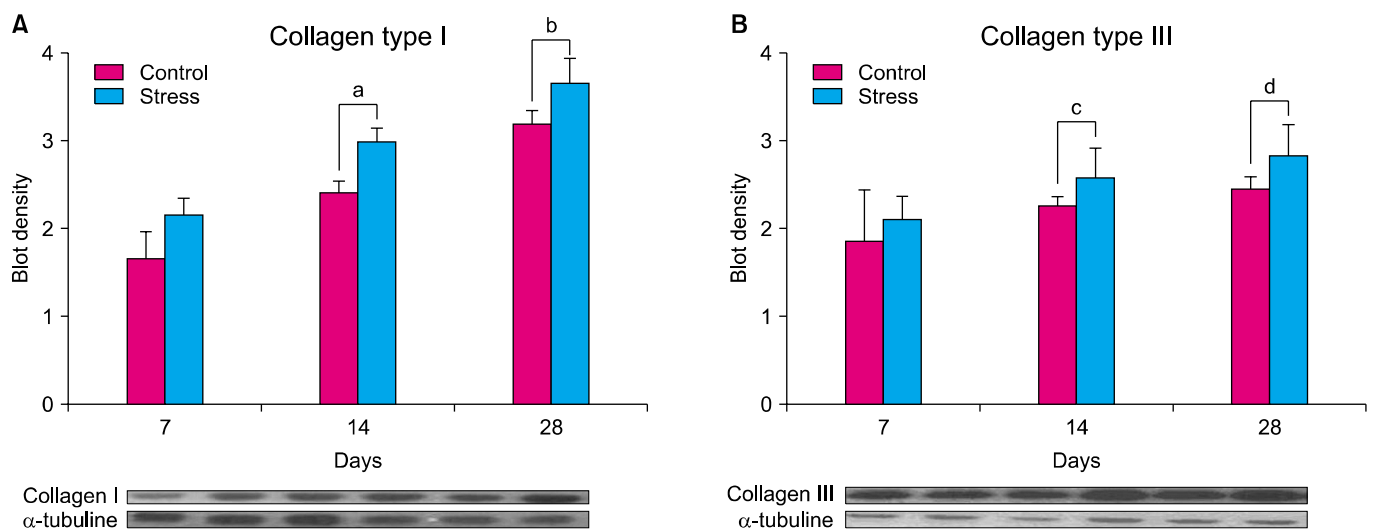 A
Collagen type I
Control
Stress
a
b
Blot density
4
3
2
1
0
7 14 28
Days
Collagen I
α-tubuline
B
Collagen type III
Control
Stress
c
d
Blot density
4
3
2
1
0
7 14 28
Days
Collagen III
α-tubuline